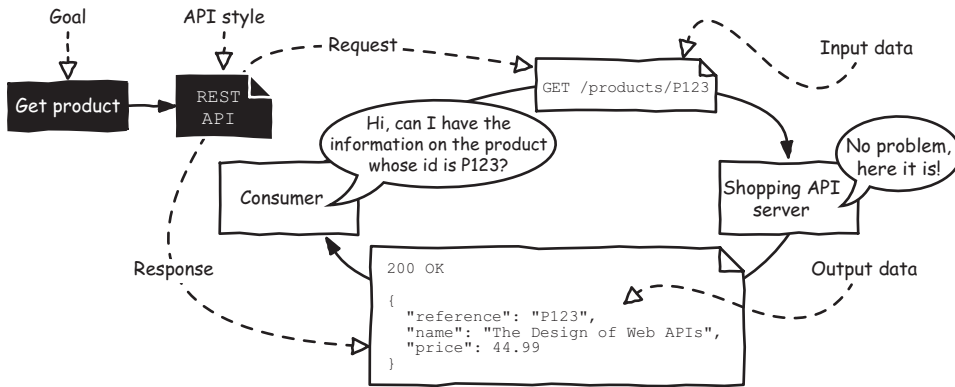 Goal
API style
Request
Input data
Get product
REST
API
GET /products/P123
Hi, can I have the
information on the product
whose id is P123?
No problem,
here it is!
Consumer
Shopping API
server
Response
Output data
200 OK
{
"reference": "P123",
"name": "The Design of Web APIs",
"price": 44.99
}